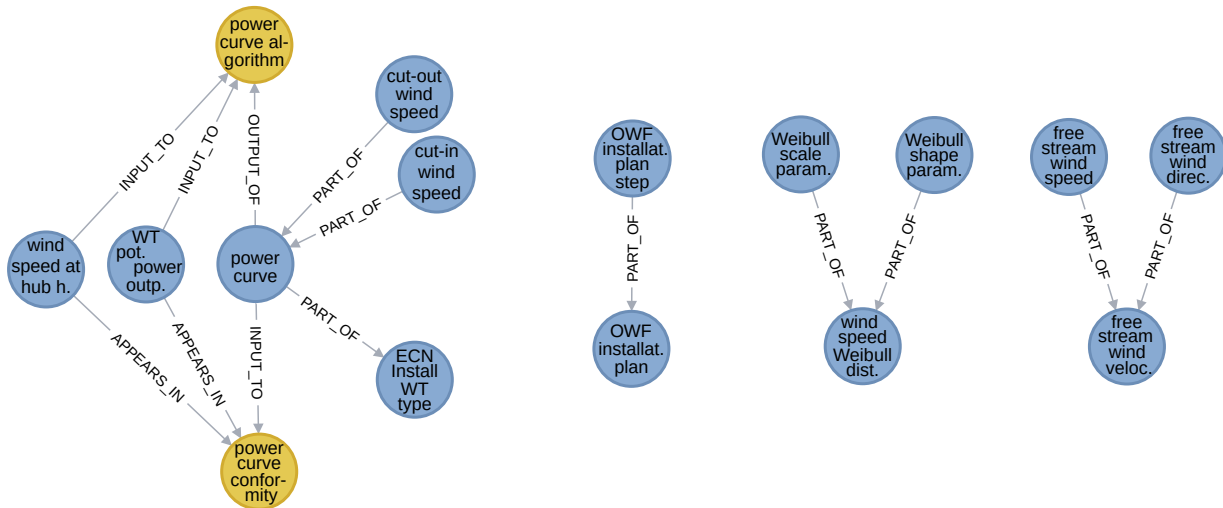 power
curve al-
gorithm
cut-out
wind
speed
cut-in
wind
speed
INPUT_TO
INPUT_TO
OUTPUT_OF
PART_OF
PART_OF
wind
speed at
hub h.
WT
pot.
power
outp.
power
curve
APPEARS_IN
APPEARS_IN
INPUT_TO
PART_OF
ECN
Install
WT
type
power
curve
confor-
mity
OWF
installat.
plan
step
PART_OF
OWF
installat.
plan
Weibull
scale
param.
Weibull
shape
param.
PART_OF
PART_OF
wind
speed
Weibull
dist.
free
stream
wind
speed
free
stream
wind
direc.
PART_OF
PART_OF
free
stream
wind
veloc.